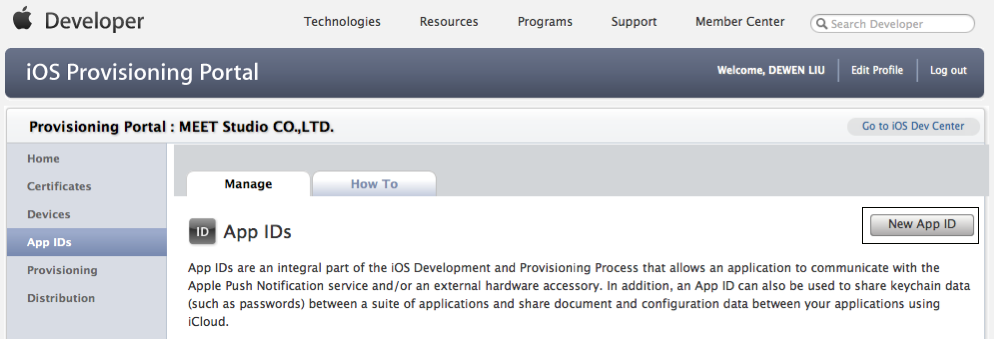 Developer
Technologies Resources Programs Support Member Center Search Developer
iOS Provisioning Portal
Welcome, DEWEN LIU Edit Profile Log out
Provisioning Portal : MEET Studio CO.,LTD.
Go to iOS Dev Center
Home
Certificates
Devices
App IDs
Provisioning
Distribution
Manage How To
ID App IDs
New App ID
App IDs are an integral part of the iOS Development and Provisioning Process that allows an application to communicate with the
Apple Push Notification service and/or an external hardware accessory. In addition, an App ID can also be used to share keychain data
(such as passwords) between a suite of applications and share document and configuration data between your applications using
iCloud.